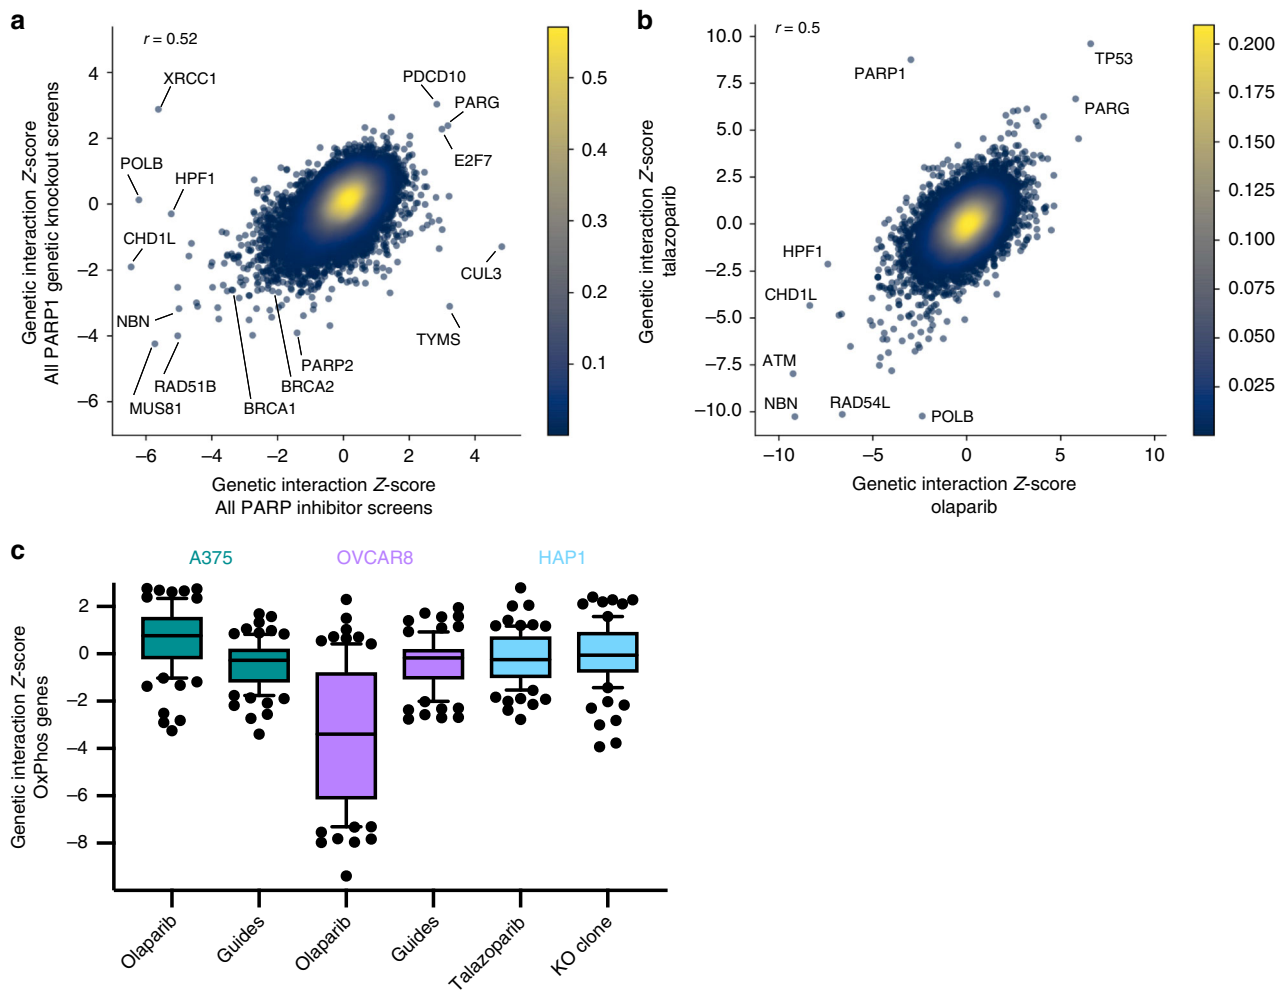 a
r = 0.52
XRCC1
PDCD10
PARG
E2F7
POLB
HPF1
CHD1L
CUL3
NBN
TYMS
PARP2
RAD51B
BRCA2
MUS81
BRCA1
4
2
0
−2
−4
−6
−6
−4
−2
0
2
4
Genetic interaction Z-score
All PARP1 genetic knockout screens
Genetic interaction Z-score
All PARP inhibitor screens
0.5
0.4
0.3
0.2
0.1
b
r = 0.5
PARP1
TP53
PARG
HPF1
CHD1L
ATM
NBN
RAD54L
POLB
10.0
7.5
5.0
2.5
0.0
−2.5
−5.0
−7.5
−10.0
−10
−5
0
5
10
Genetic interaction Z-score
talazoparib
Genetic interaction Z-score
olaparib
0.200
0.175
0.150
0.125
0.100
0.075
0.050
0.025
c
A375
OVCAR8
HAP1
2
0
−2
−4
−6
−8
Genetic interaction Z-score
OxPhos genes
Olaparib
Guides
Olaparib
Guides
Talazoparib
KO clone